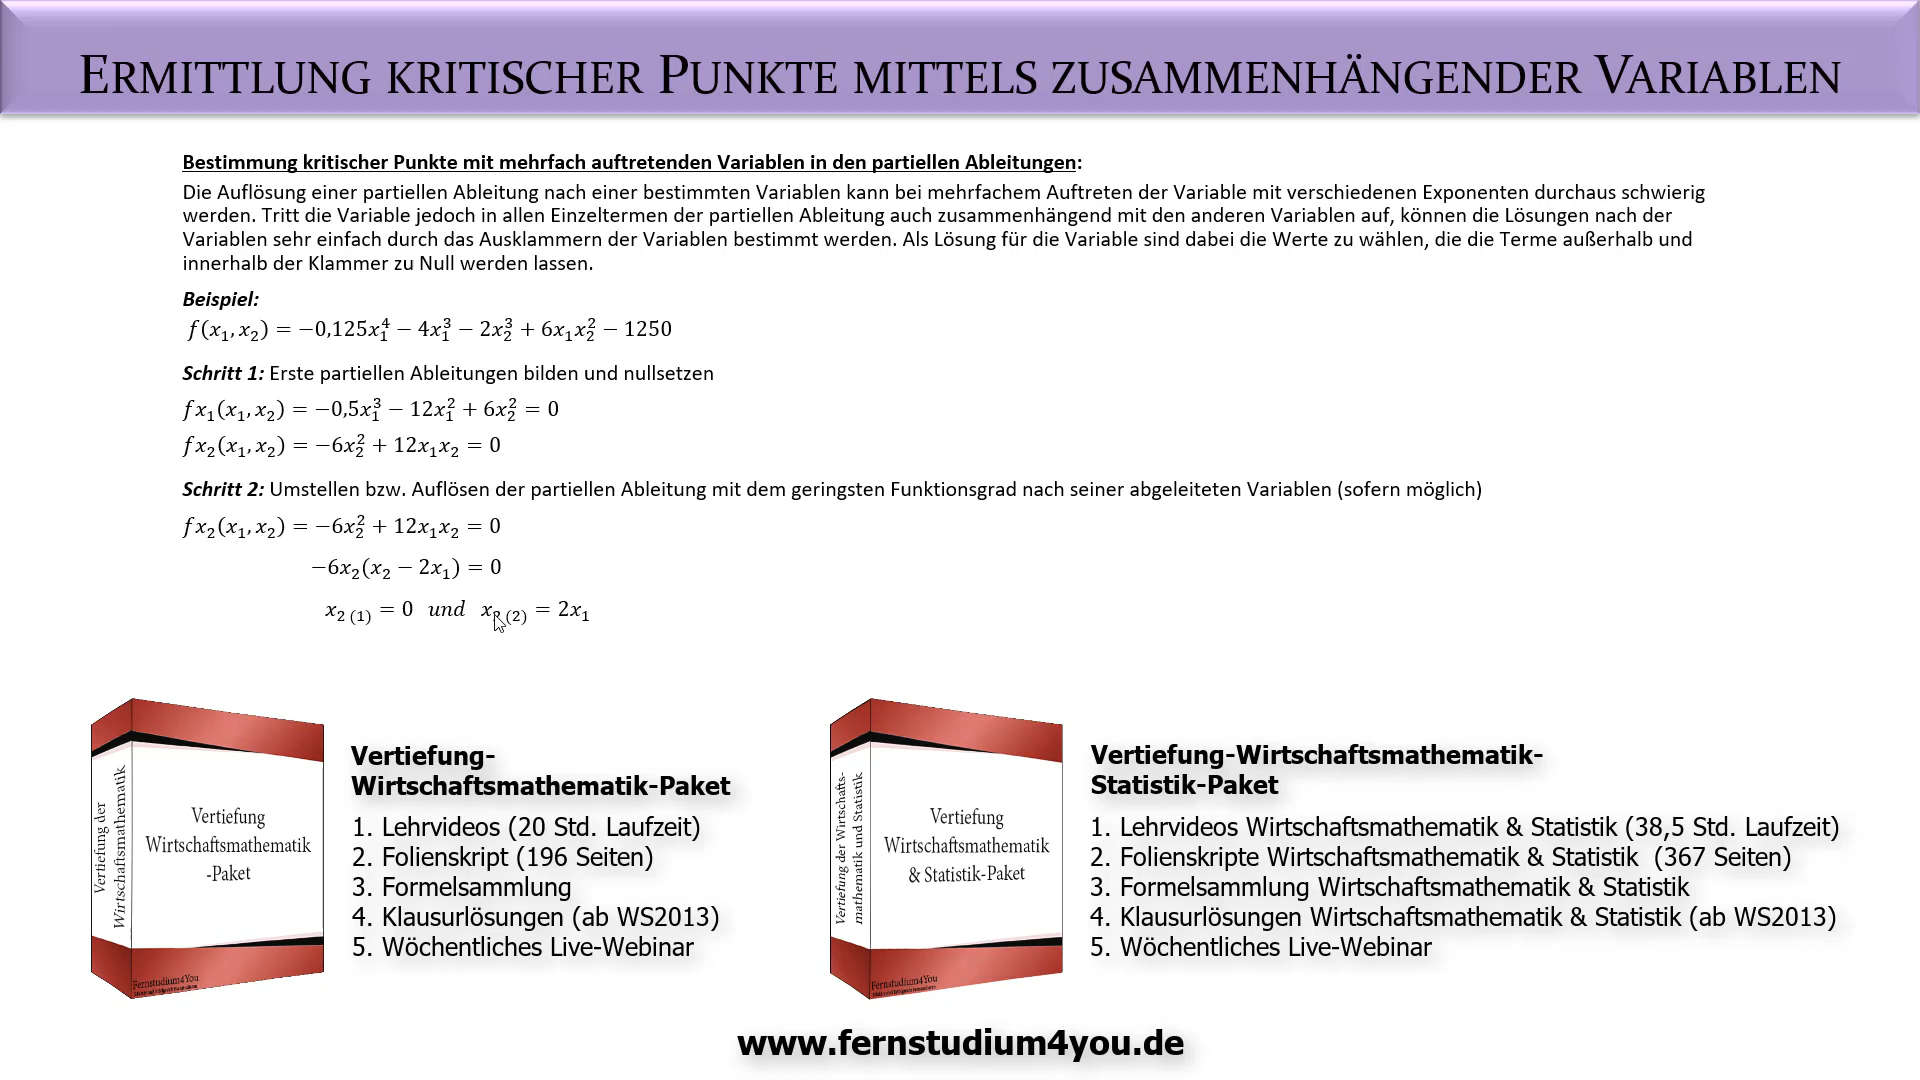 Ermittlung kritischer Punkte mittels zusammenhängender Variablen
Bestimmung kritischer Punkte mit mehrfach auftretenden Variablen in den partiellen Ableitungen:
Die Auflösung einer partiellen Ableitung nach einer bestimmten Variablen kann bei mehrfachem Auftreten der Variable mit verschiedenen Exponenten durchaus schwierig
werden. Tritt die Variable jedoch in allen Einzeltermen der partiellen Ableitung auch zusammenhängend mit den anderen Variablen auf, können die Lösungen nach der
Variablen sehr einfach durch das Ausklammern der Variablen bestimmt werden. Als Lösung für die Variable sind dabei die Werte zu wählen, die die Terme außerhalb und
innerhalb der Klammer zu Null werden lassen.
Beispiel:
f(x₁, x₂) = −0,125x₁⁴ − 4x₁³ − 2x₂³ + 6x₁x₂² − 1250
Schritt 1: Erste partiellen Ableitungen bilden und nullsetzen
fx₁(x₁, x₂) = −0,5x₁³ − 12x₁² + 6x₂² = 0
fx₂(x₁, x₂) = −6x₂² + 12x₁x₂ = 0
Schritt 2: Umstellen bzw. Auflösen der partiellen Ableitung mit dem geringsten Funktionsgrad nach seiner abgeleiteten Variablen (sofern möglich)
fx₂(x₁, x₂) = −6x₂² + 12x₁x₂ = 0
−6x₂(x₂ − 2x₁) = 0
x₂ ₍₁₎ = 0 und x₂ ₍₂₎ = 2x₁
Vertiefung der
Wirtschaftsmathematik
Vertiefung
Wirtschaftsmathematik
-Paket
Fernstudium4You
Vertiefung-
Wirtschaftsmathematik-Paket
1. Lehrvideos (20 Std. Laufzeit)
2. Folienskript (196 Seiten)
3. Formelsammlung
4. Klausurlösungen (ab WS2013)
5. Wöchentliches Live-Webinar
Vertiefung der Wirtschafts-
mathematik und Statistik
Vertiefung
Wirtschaftsmathematik
& Statistik-Paket
Fernstudium4You
Vertiefung-Wirtschaftsmathematik-
Statistik-Paket
1. Lehrvideos Wirtschaftsmathematik & Statistik (38,5 Std. Laufzeit)
2. Folienskripte Wirtschaftsmathematik & Statistik (367 Seiten)
3. Formelsammlung Wirtschaftsmathematik & Statistik
4. Klausurlösungen Wirtschaftsmathematik & Statistik (ab WS2013)
5. Wöchentliches Live-Webinar
www.fernstudium4you.de